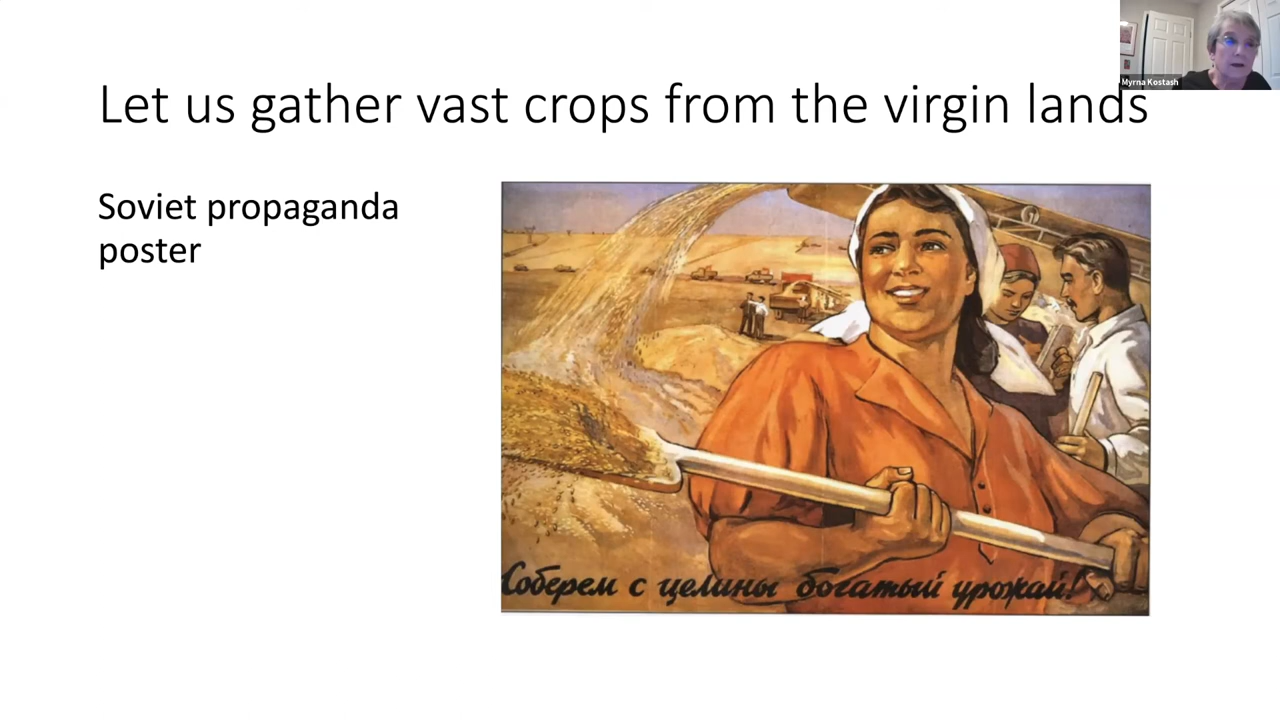 Myrna Kostash
Let us gather vast crops from the virgin lands
Soviet propaganda
poster
Соберем с целины богатый урожай!